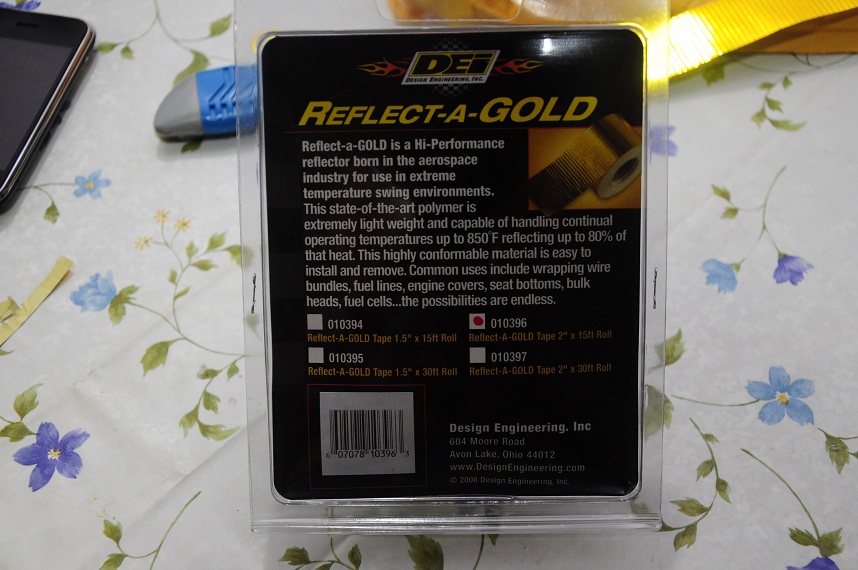 DEi
DESIGN ENGINEERING, INC.
REFLECT-A-GOLD
Reflect-a-GOLD is a Hi-Performance
reflector born in the aerospace
industry for use in extreme
temperature swing environments.
This state-of-the-art polymer is
extremely light weight and capable of handling continual
operating temperatures up to 850°F reflecting up to 80% of
that heat. This highly conformable material is easy to
install and remove. Common uses include wrapping wire
bundles, fuel lines, engine covers, seat bottoms, bulk
heads, fuel cells...the possibilities are endless.
010394 010396
Reflect-A-GOLD Tape 1.5" x 15ft Roll Reflect-A-GOLD Tape 2" x 15ft Roll
010395 010397
Reflect-A-GOLD Tape 1.5" x 30ft Roll Reflect-A-GOLD Tape 2" x 30ft Roll
6 07078 10396 3
Design Engineering. Inc
604 Moore Road
Avon Lake, Ohio 44012
www.DesignEngineering.com
© 2008 Design Engineering, Inc.